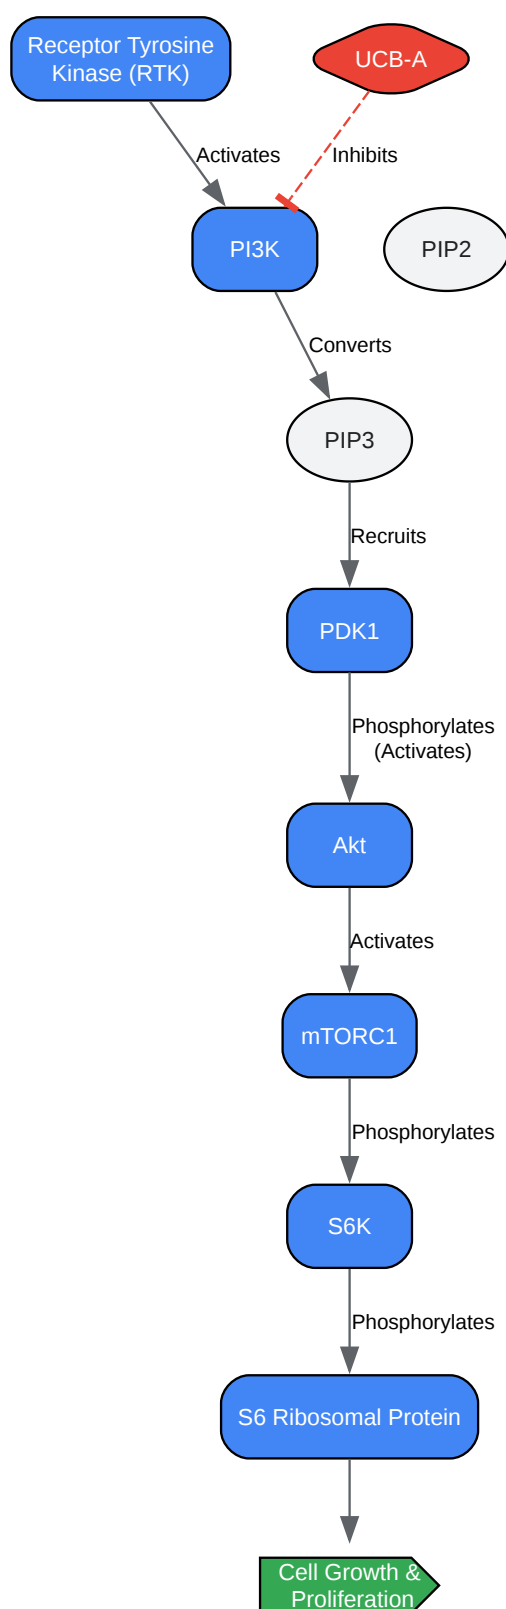 Receptor Tyrosine
Kinase (RTK)
UCB-A
Activates
Inhibits
PI3K
PIP2
Converts
PIP3
Recruits
PDK1
Phosphorylates
(Activates)
Akt
Activates
mTORC1
Phosphorylates
S6K
Phosphorylates
S6 Ribosomal Protein
Cell Growth &
Proliferation